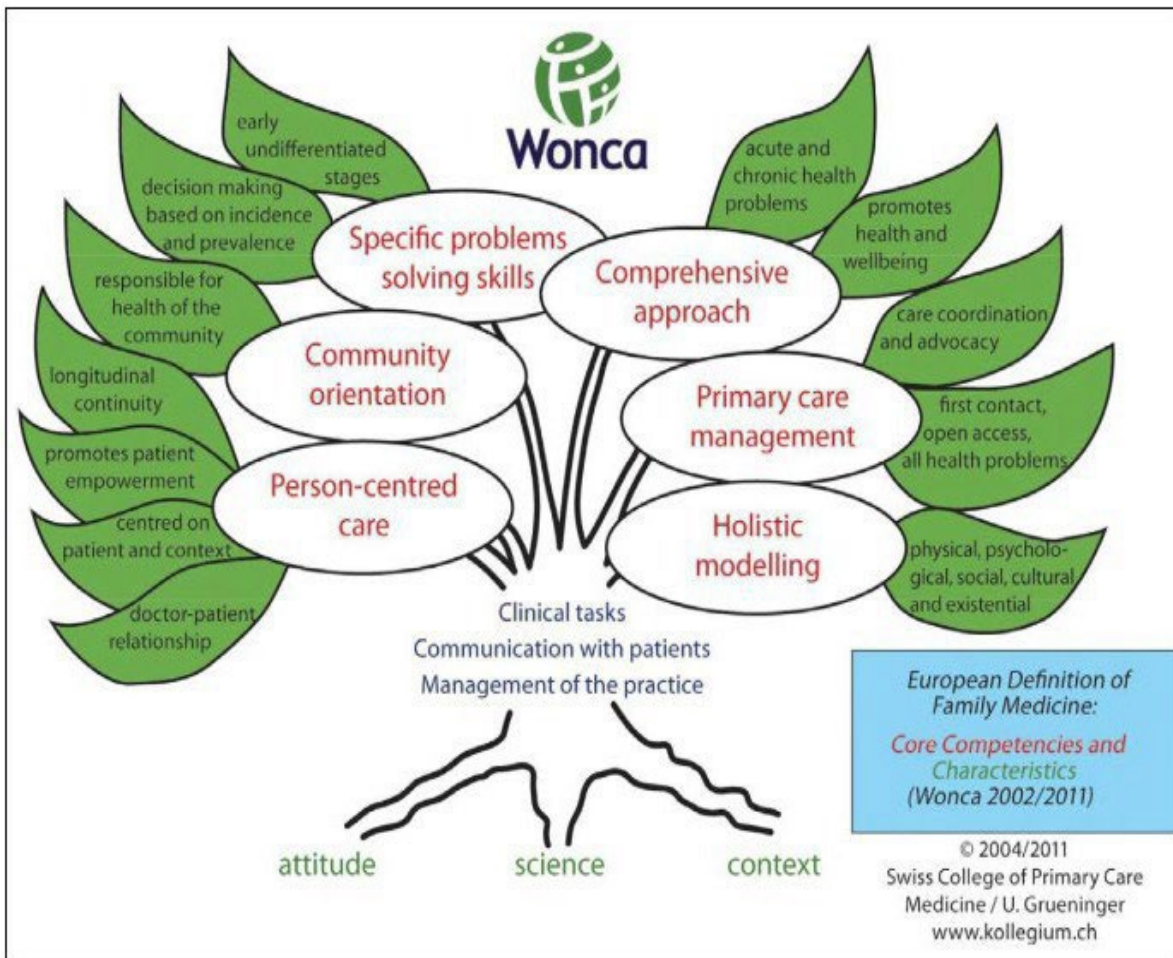 Wonca
early
undifferentiated
stages
decision making
based on incidence
and prevalence
responsible for
health of the
community
longitudinal
continuity
promotes patient
empowerment
centred on
patient and context
doctor-patient
relationship
Specific problems
solving skills
Community
orientation
Person-centred
care
Comprehensive
approach
Primary care
management
Holistic
modelling
acute and
chronic health
problems
promotes
health and
wellbeing
care coordination
and advocacy
first contact,
open access,
all health problems
physical, psycholo-
gical, social, cultural
and existential
Clinical tasks
Communication with patients
Management of the practice
attitude
science
context
European Definition of
Family Medicine:
Core Competencies and
Characteristics
(Wonca 2002/2011)
© 2004/2011
Swiss College of Primary Care
Medicine / U. Grueninger
www.kollegium.ch